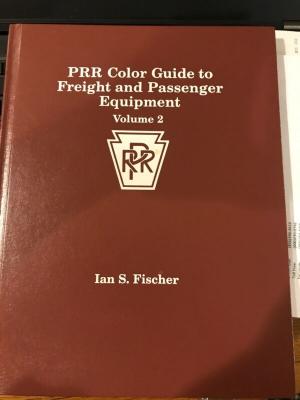 PRR Color Guide to
Freight and Passenger
Equipment
Volume 2
PRR
Ian S. Fischer